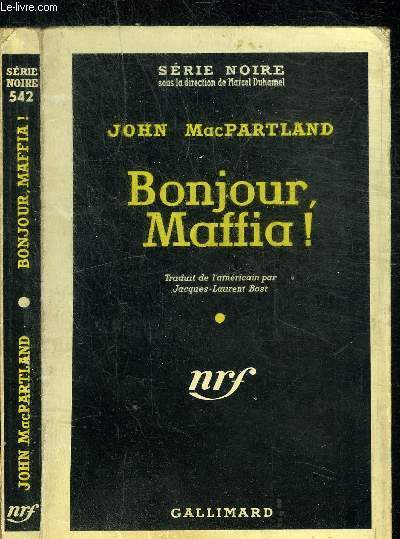 Le-livre.com
SÉRIE
NOIRE
542
BONJOUR, MAFFIA !
JOHN MacPARTLAND
nrf
SÉRIE NOIRE
sous la direction de Marcel Duhamel
JOHN MacPARTLAND
Bonjour,
Maffia !
Traduit de l'américain par
Jacques-Laurent Bost
nrf
GALLIMARD